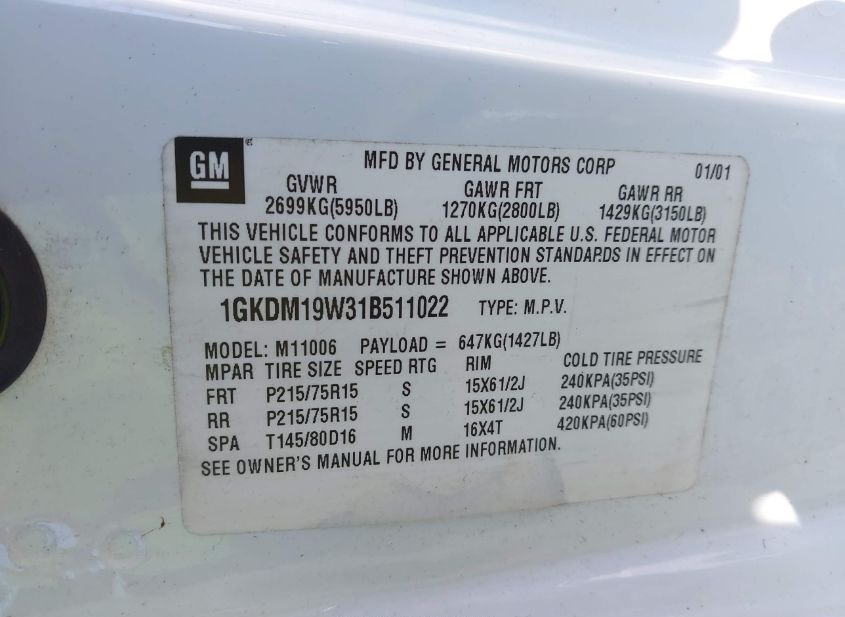 GM
MFD BY GENERAL MOTORS CORP 01/01
GVWR GAWR FRT GAWR RR
2699KG(5950LB) 1270KG(2800LB) 1429KG(3150LB)
THIS VEHICLE CONFORMS TO ALL APPLICABLE U.S. FEDERAL MOTOR
VEHICLE SAFETY AND THEFT PREVENTION STANDARDS IN EFFECT ON
THE DATE OF MANUFACTURE SHOWN ABOVE.
1GKDM19W31B511022 TYPE: M.P.V.
MODEL: M11006 PAYLOAD = 647KG(1427LB)
MPAR TIRE SIZE SPEED RTG RIM COLD TIRE PRESSURE
FRT P215/75R15 S 15X61/2J 240KPA(35PSI)
RR P215/75R15 S 15X61/2J 240KPA(35PSI)
SPA T145/80D16 M 16X4T 420KPA(60PSI)
SEE OWNER'S MANUAL FOR MORE INFORMATION.